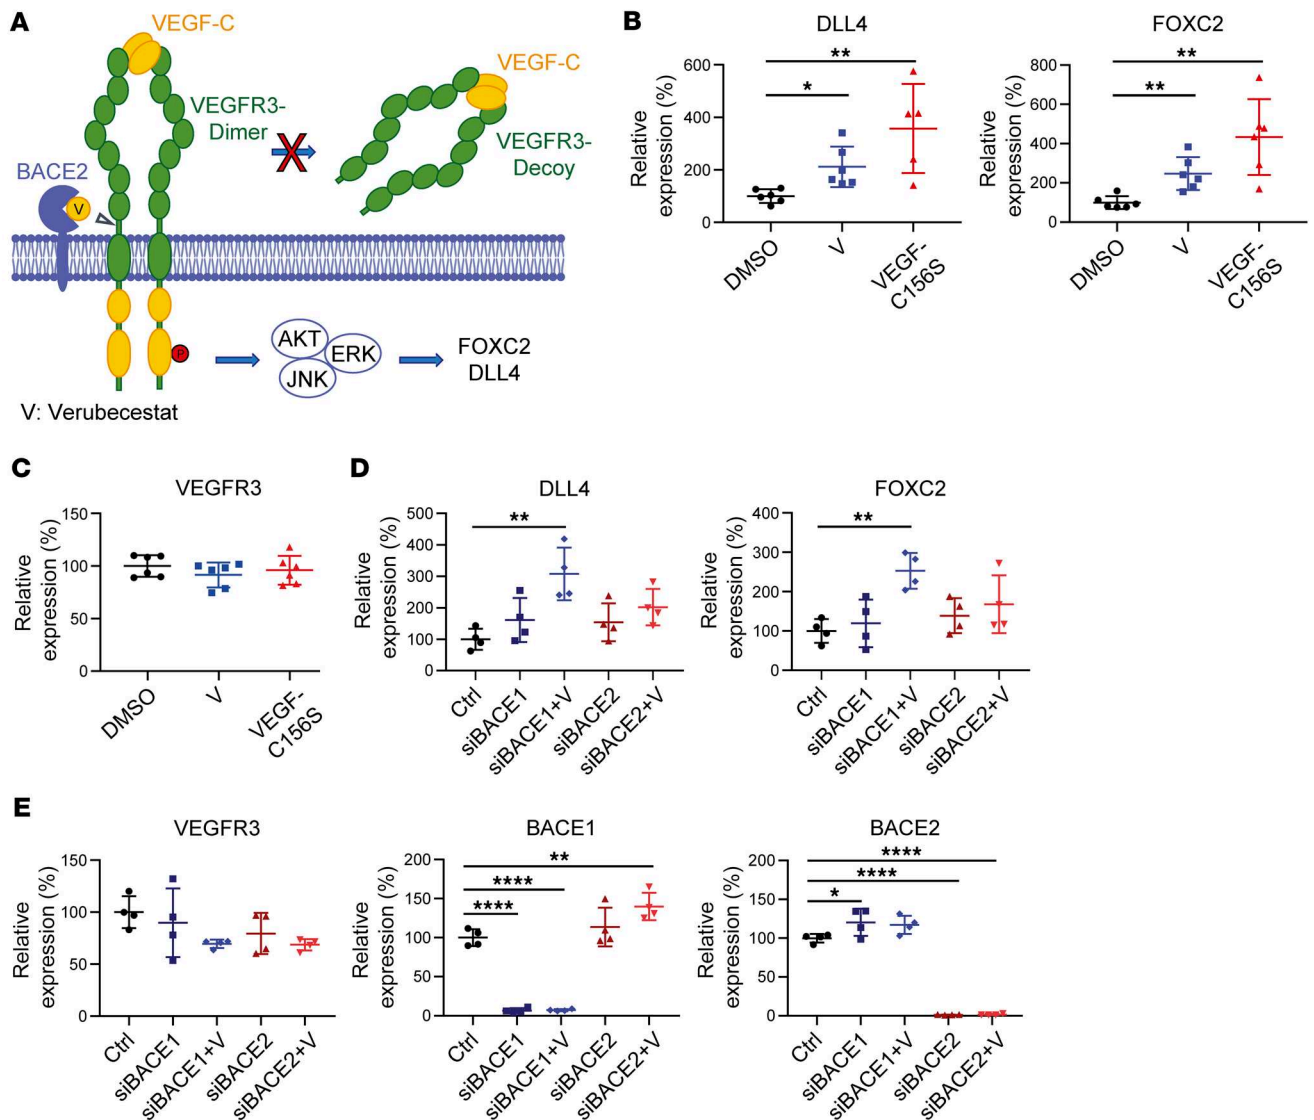 A
VEGF-C
VEGF-C
VEGFR3-
Dimer
X
VEGFR3-
Decoy
BACE2
V
P
AKT
ERK
JNK
FOXC2
DLL4
V: Verubecestat
B
DLL4
Relative
expression (%)
600
400
200
0
**
*
DMSO
V
VEGF-
C156S
FOXC2
Relative
expression (%)
800
600
400
200
0
**
**
DMSO
V
VEGF-
C156S
C
VEGFR3
Relative
expression (%)
150
100
50
0
DMSO
V
VEGF-
C156S
D
DLL4
Relative
expression (%)
500
400
300
200
100
0
**
Ctrl
siBACE1
siBACE1+V
siBACE2
siBACE2+V
FOXC2
Relative
expression (%)
400
300
200
100
0
**
Ctrl
siBACE1
siBACE1+V
siBACE2
siBACE2+V
E
VEGFR3
Relative
expression (%)
150
100
50
0
Ctrl
siBACE1
siBACE1+V
siBACE2
siBACE2+V
BACE1
Relative
expression (%)
200
150
100
50
0
**
****
****
Ctrl
siBACE1
siBACE1+V
siBACE2
siBACE2+V
BACE2
Relative
expression (%)
200
150
100
50
0
****
****
*
Ctrl
siBACE1
siBACE1+V
siBACE2
siBACE2+V